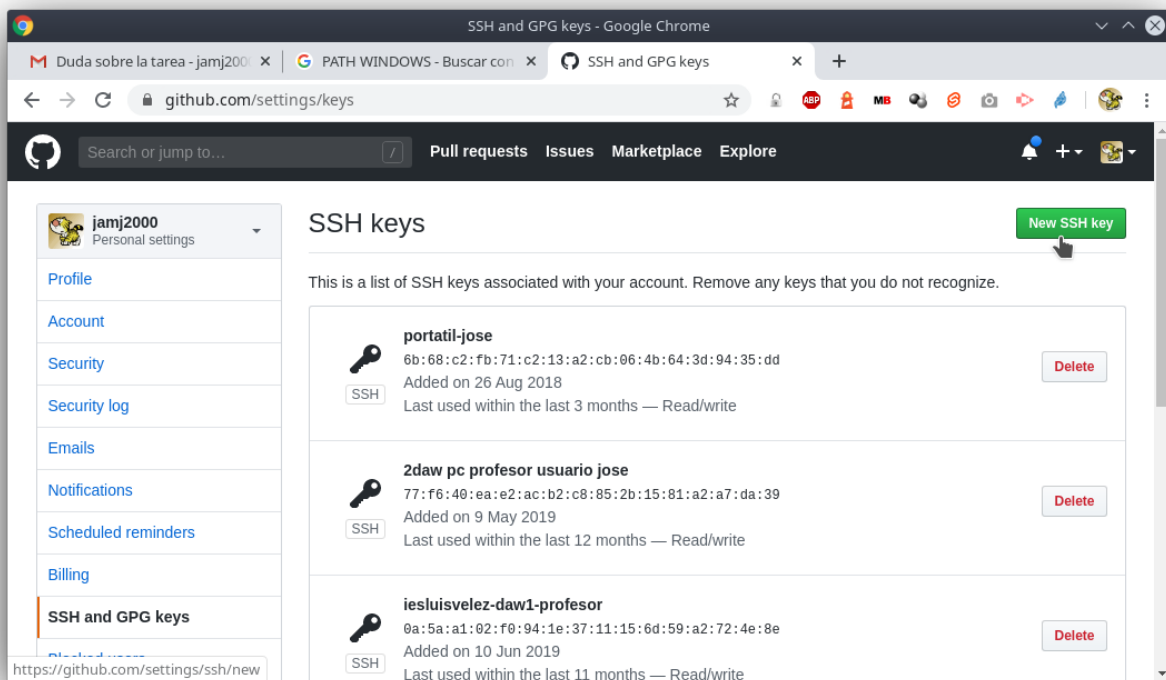 SSH and GPG keys - Google Chrome
Duda sobre la tarea - jamj200
PATH WINDOWS - Buscar con
SSH and GPG keys
github.com/settings/keys
ABP
MB
Search or jump to…
/
Pull requests
Issues
Marketplace
Explore
jamj2000
Personal settings
Profile
Account
Security
Security log
Emails
Notifications
Scheduled reminders
Billing
SSH and GPG keys
https://github.com/settings/ssh/new
SSH keys
New SSH key
This is a list of SSH keys associated with your account. Remove any keys that you do not recognize.
portatil-jose
6b:68:c2:fb:71:c2:13:a2:cb:06:4b:64:3d:94:35:dd
Added on 26 Aug 2018
Last used within the last 3 months — Read/write
SSH
Delete
2daw pc profesor usuario jose
77:f6:40:ea:e2:ac:b2:c8:85:2b:15:81:a2:a7:da:39
Added on 9 May 2019
Last used within the last 12 months — Read/write
SSH
Delete
iesluisvelez-daw1-profesor
0a:5a:a1:02:f0:94:1e:37:11:15:6d:59:a2:72:4e:8e
Added on 10 Jun 2019
Last used within the last 11 months — Read/write
SSH
Delete